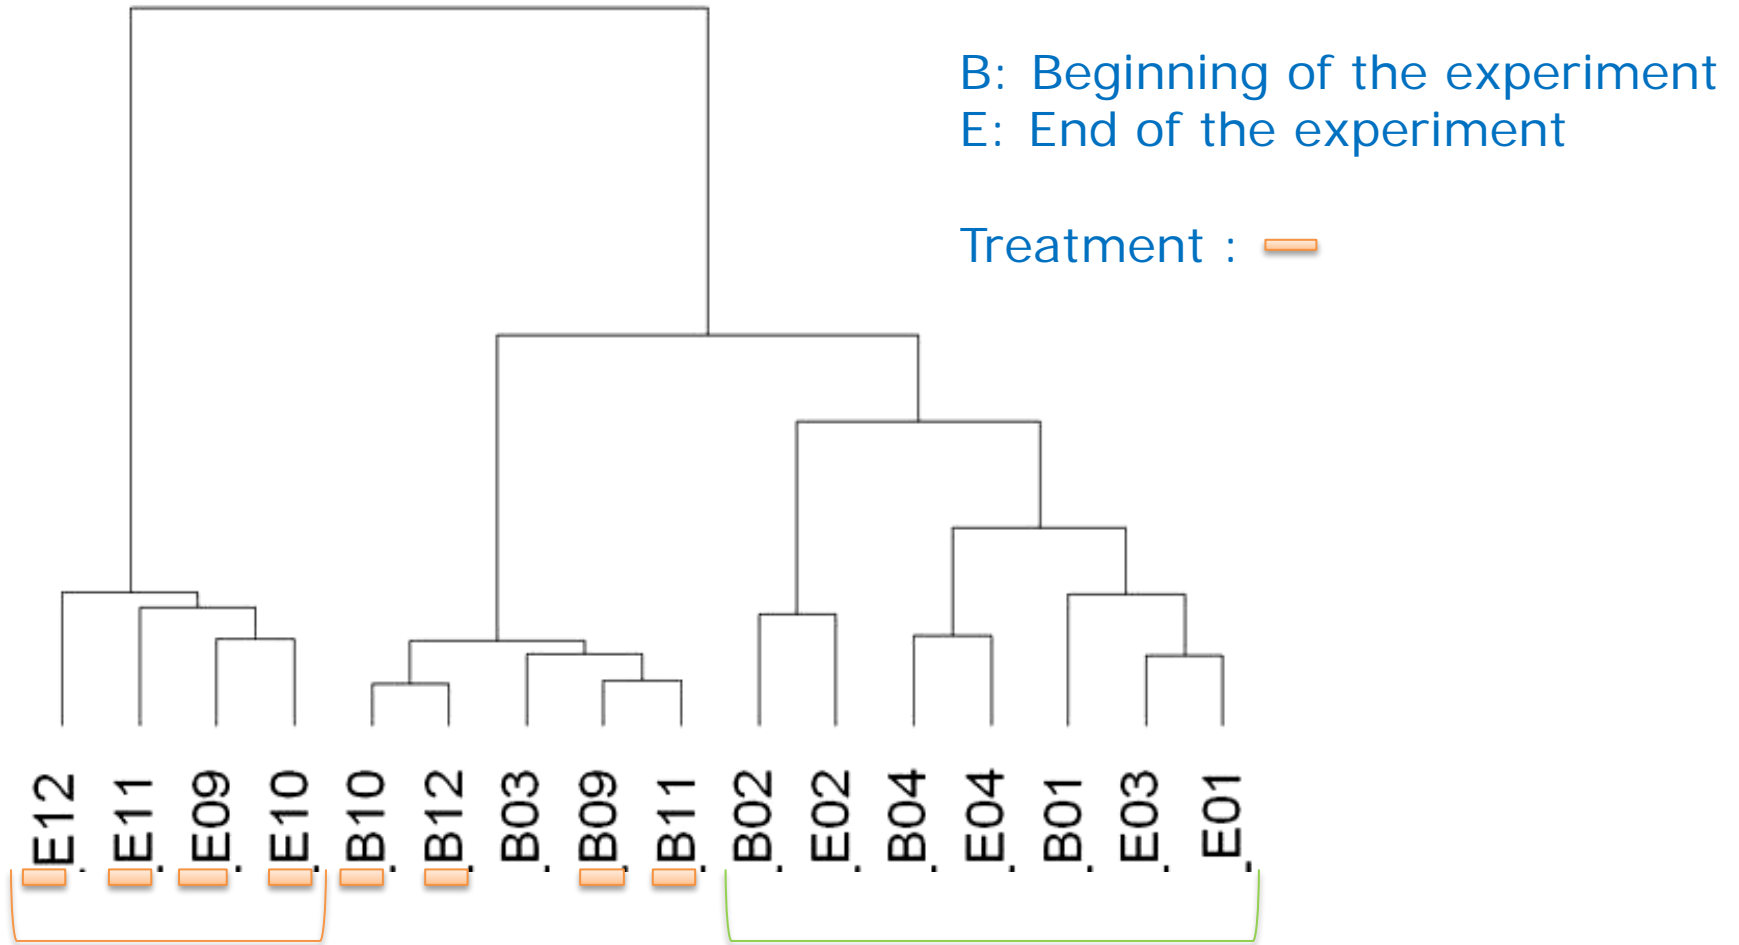 B: Beginning of the experiment
E: End of the experiment
Treatment :
E12
E11
E09
E10
B10
B12
B03
B09
B11
B02
E02
B04
E04
B01
E03
E01